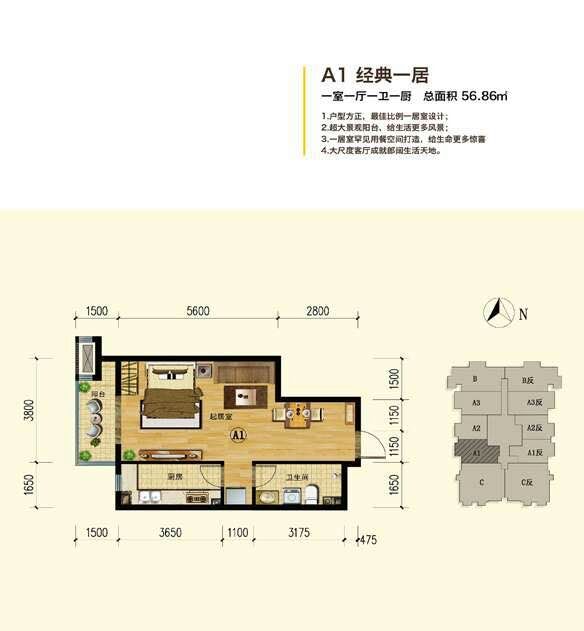 A1 经典一居
一室一厅一卫一厨 总面积 56.86㎡
1.户型方正，最佳比例一居室设计；
2.超大景观阳台、给生活更多风景；
3.一居室罕见用餐空间打造，给生命更多惊喜
4.大尺度客厅成就郎阔生活天地。
1500 5600 2800
N
3800
1650
阳台
起居室
A1
厨房
卫生间
1500
1150
1150
1650
1500 3650 1100 3175 475
B B反
A3 A3反
A2 A2反
A1 A1反
C C反